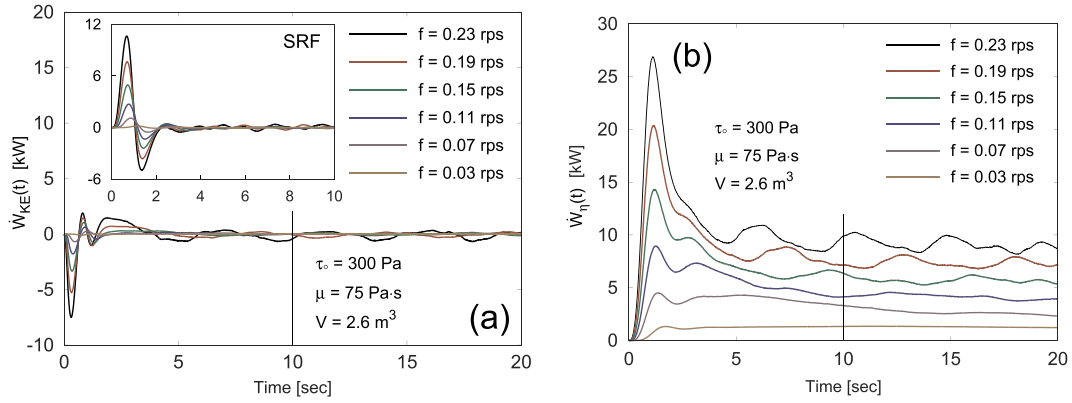 20
15
10
5
0
-5
-10
0
5
10
15
20
Time [sec]
ẆKE(t) [kW]
12
6
0
-6
0
2
4
6
8
10
SRF
f = 0.23 rps
f = 0.19 rps
f = 0.15 rps
f = 0.11 rps
f = 0.07 rps
f = 0.03 rps
τ○ = 300 Pa
μ = 75 Pa·s
V = 2.6 m³
(a)
30
25
20
15
10
5
0
0
5
10
15
20
Time [sec]
Ẇη(t) [kW]
(b)
f = 0.23 rps
f = 0.19 rps
f = 0.15 rps
f = 0.11 rps
f = 0.07 rps
f = 0.03 rps
τ○ = 300 Pa
μ = 75 Pa·s
V = 2.6 m³